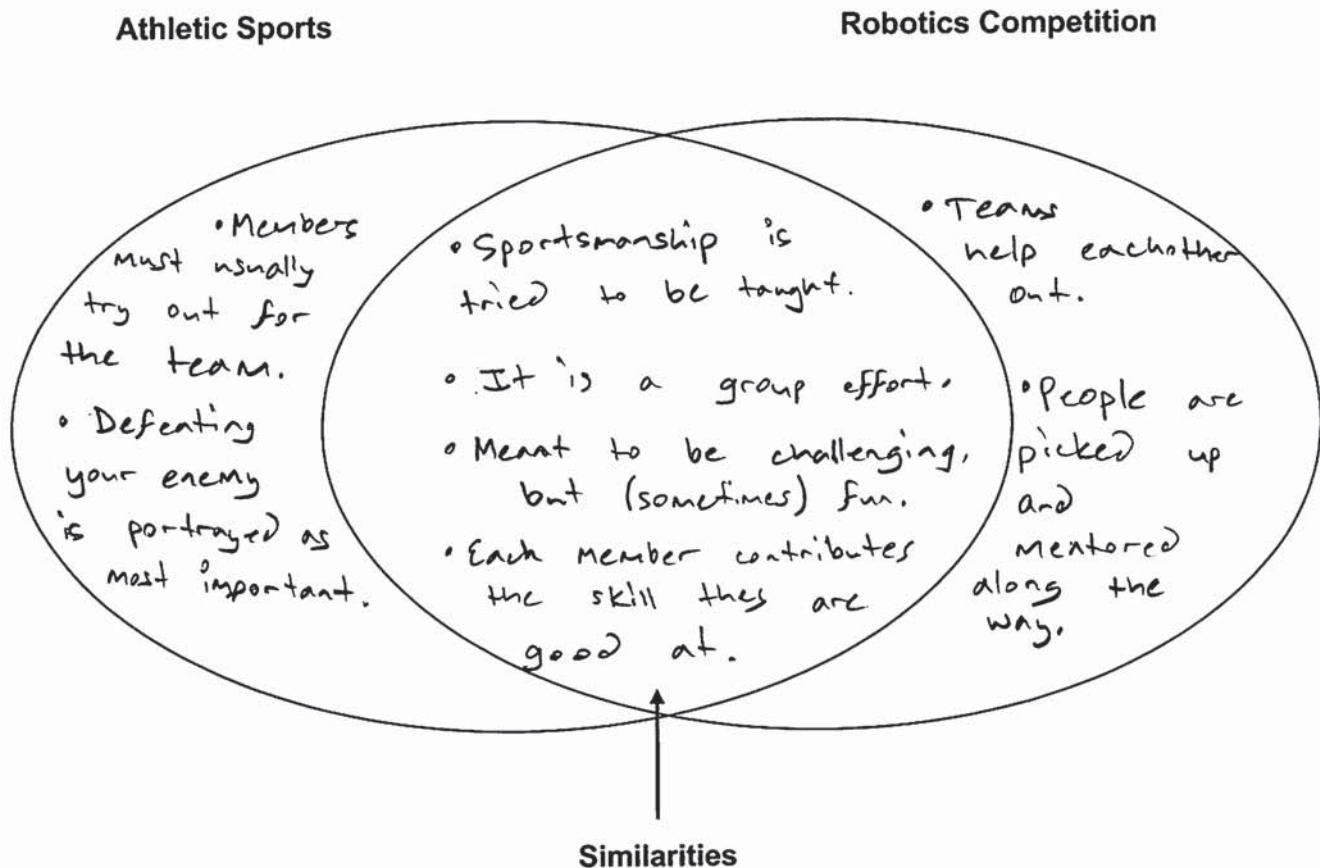 Athletic Sports
Robotics Competition
• Members
must usually
try out for
the team.
• Defeating
your enemy
is portrayed as
most important.
• Sportsmanship is
tried to be taught.
• It is a group effort.
• Meant to be challenging,
but (sometimes) fun.
• Each member contributes
the skill thes are
good at.
• Teams
help eachother
out.
• People are
picked up
and
mentored
along the
way.
Similarities